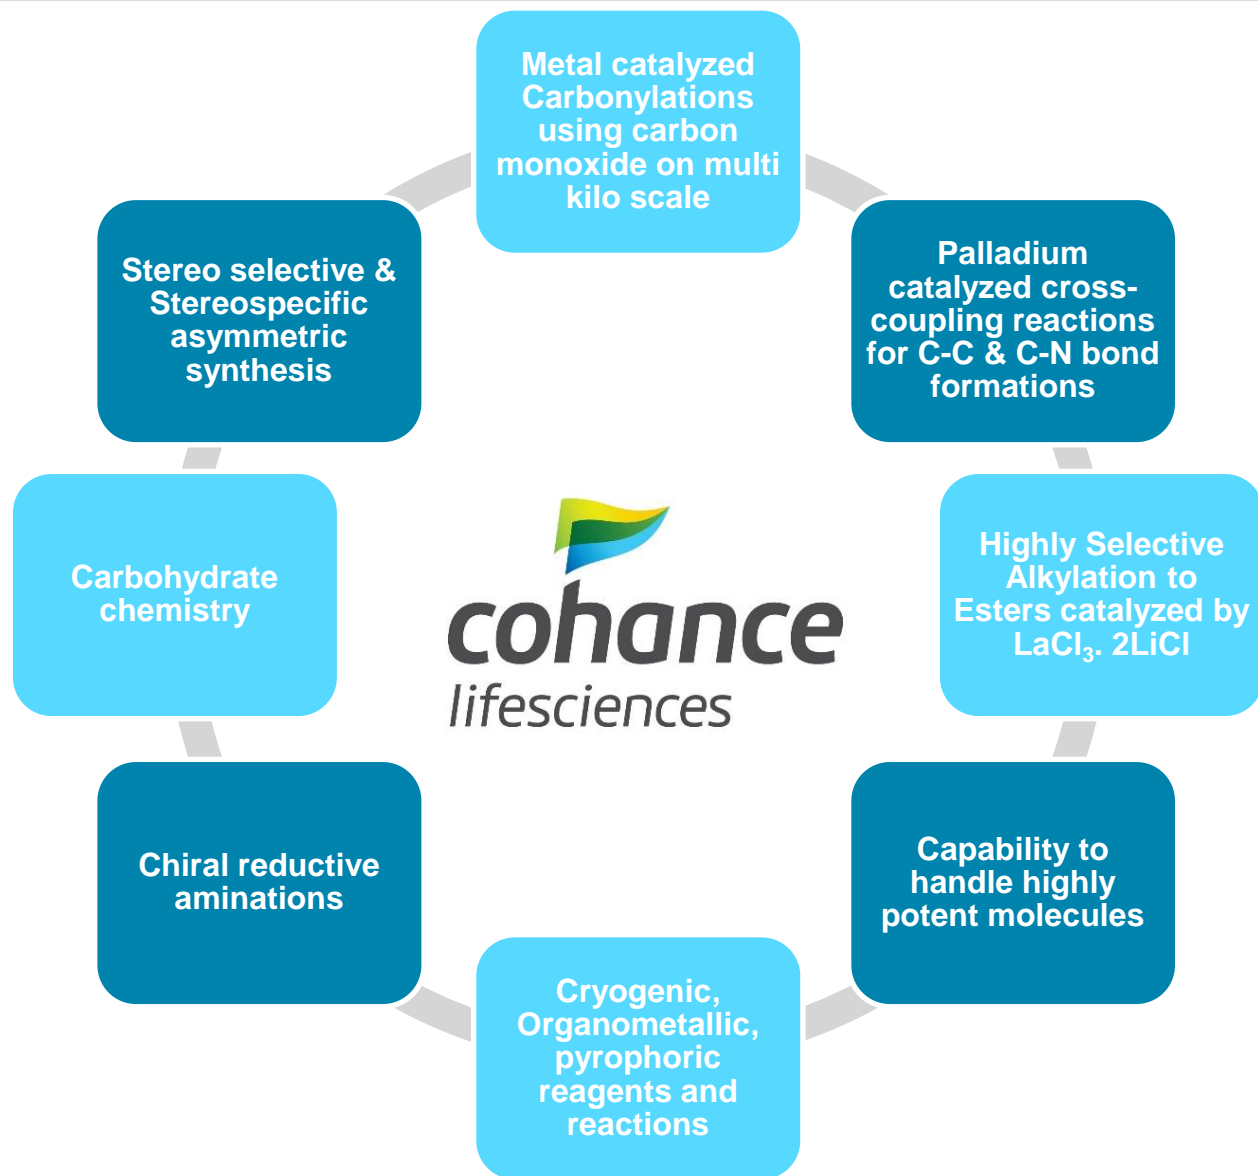 Metal catalyzed
Carbonylations
using carbon
monoxide on multi
kilo scale
Palladium
catalyzed cross-
coupling reactions
for C-C & C-N bond
formations
Highly Selective
Alkylation to
Esters catalyzed by
LaCl₃. 2LiCl
Capability to
handle highly
potent molecules
Cryogenic,
Organometallic,
pyrophoric
reagents and
reactions
Chiral reductive
aminations
Carbohydrate
chemistry
Stereo selective &
Stereospecific
asymmetric
synthesis
cohance
lifesciences